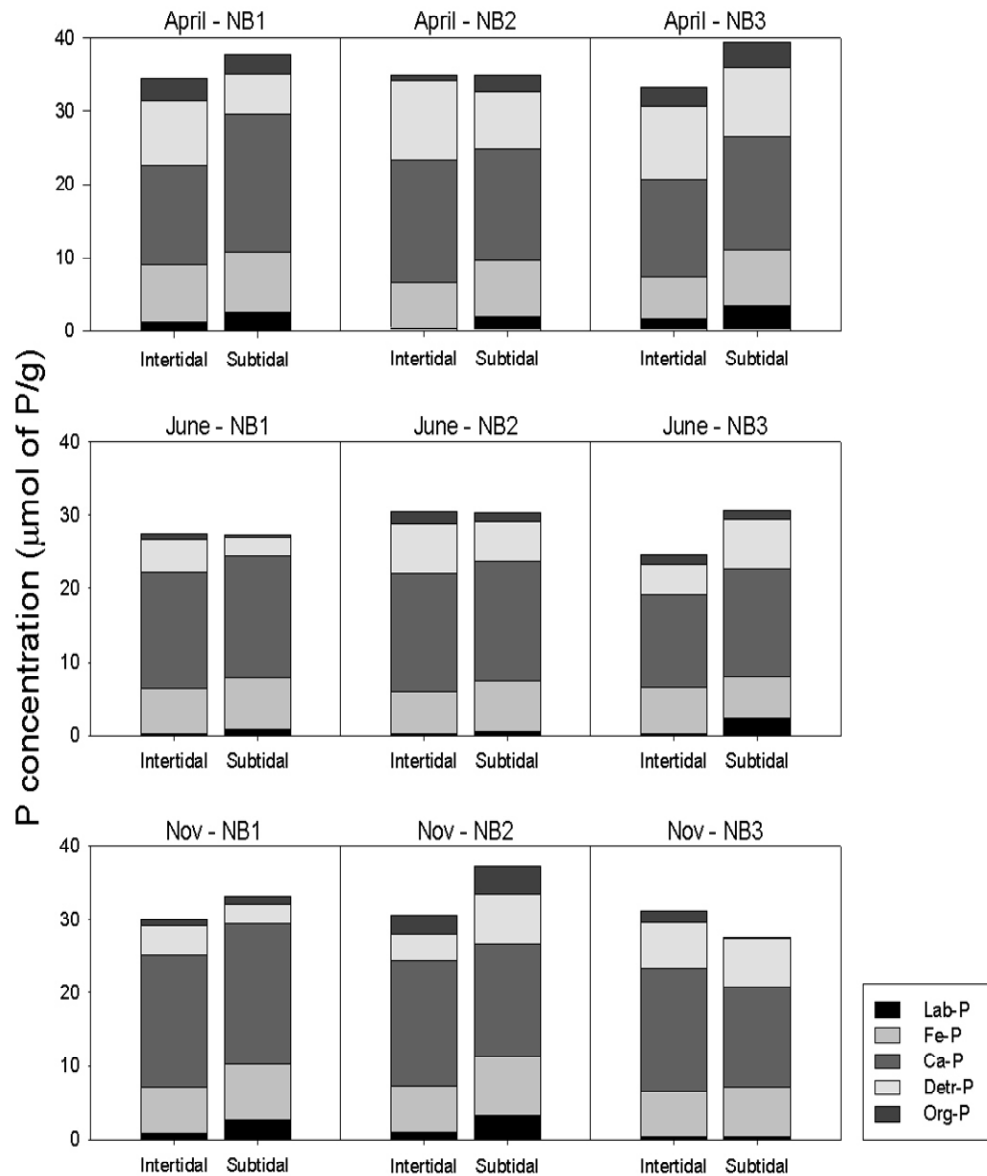 April - NB1
April - NB2
April - NB3
40
30
20
10
0
Intertidal Subtidal
Intertidal Subtidal
Intertidal Subtidal
P concentration (μmol of P/g)
June - NB1
June - NB2
June - NB3
40
30
20
10
0
Intertidal Subtidal
Intertidal Subtidal
Intertidal Subtidal
Nov - NB1
Nov - NB2
Nov - NB3
40
30
20
10
0
Intertidal Subtidal
Intertidal Subtidal
Intertidal Subtidal
Lab-P
Fe-P
Ca-P
Detr-P
Org-P